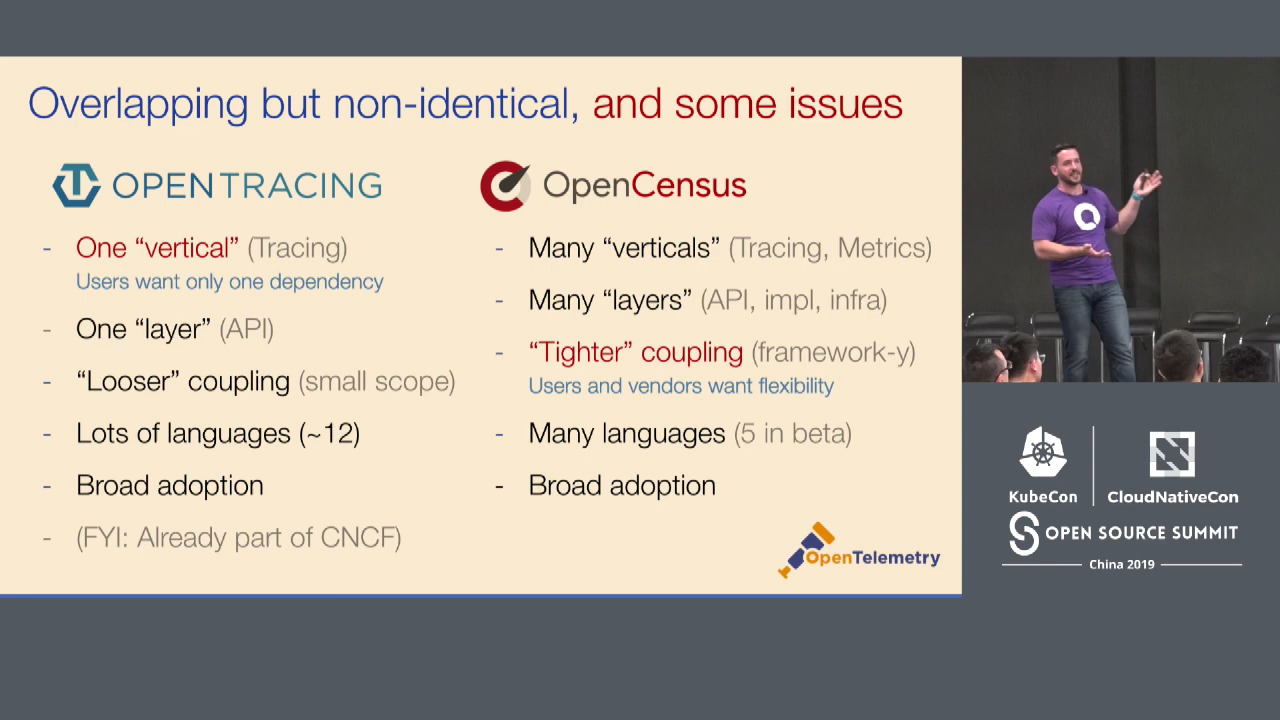 Overlapping but non-identical, and some issues
OPENTRACING
- One “vertical” (Tracing)
Users want only one dependency
- One “layer” (API)
- “Looser” coupling (small scope)
- Lots of languages (~12)
- Broad adoption
- (FYI: Already part of CNCF)
OpenCensus
- Many “verticals” (Tracing, Metrics)
- Many “layers” (API, impl, infra)
- “Tighter” coupling (framework-y)
Users and vendors want flexibility
- Many languages (5 in beta)
- Broad adoption
OpenTelemetry
KubeCon
CloudNativeCon
OPEN SOURCE SUMMIT
China 2019